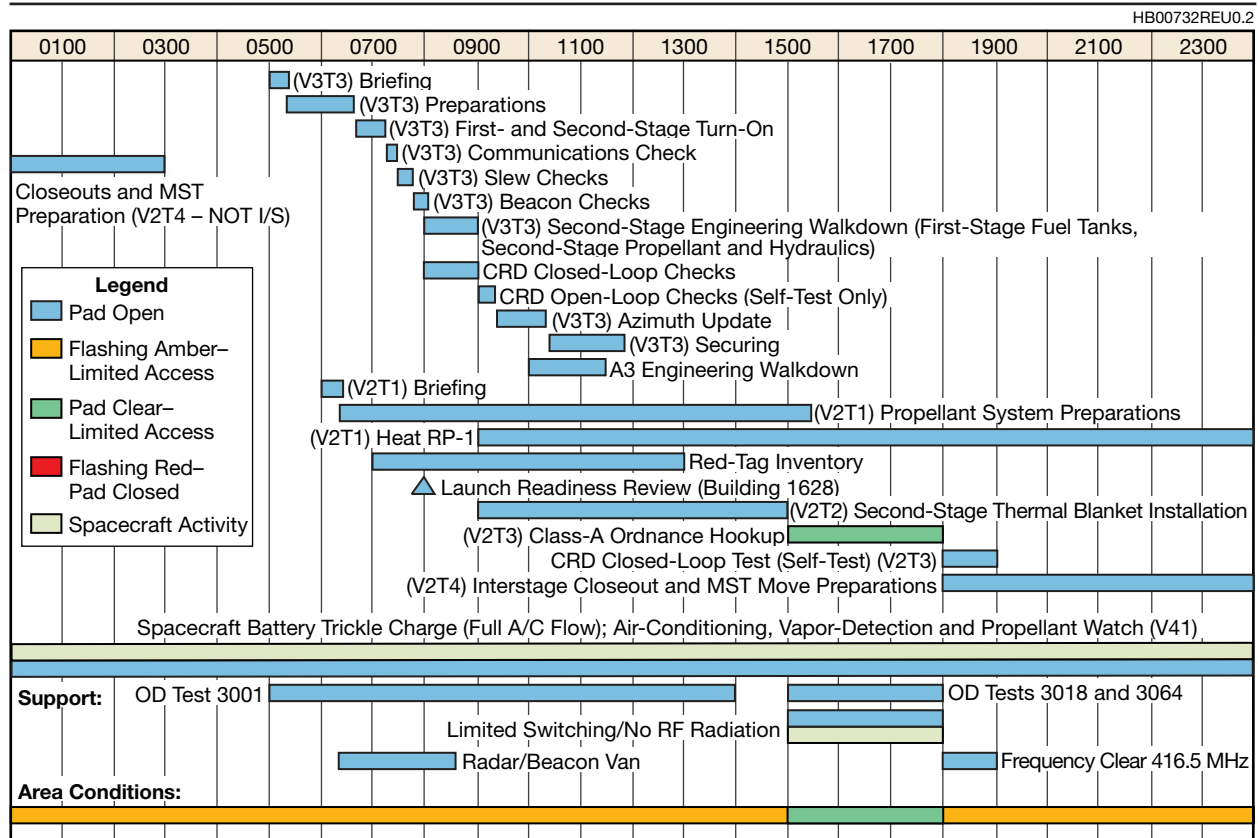 HB00732REU0.2
0100 0300 0500 0700 0900 1100 1300 1500 1700 1900 2100 2300
(V3T3) Briefing
(V3T3) Preparations
(V3T3) First- and Second-Stage Turn-On
(V3T3) Communications Check
(V3T3) Slew Checks
Closeouts and MST
Preparation (V2T4 – NOT I/S)
(V3T3) Beacon Checks
(V3T3) Second-Stage Engineering Walkdown (First-Stage Fuel Tanks,
Second-Stage Propellant and Hydraulics)
CRD Closed-Loop Checks
CRD Open-Loop Checks (Self-Test Only)
(V3T3) Azimuth Update
(V3T3) Securing
A3 Engineering Walkdown
(V2T1) Briefing
(V2T1) Propellant System Preparations
(V2T1) Heat RP-1
Red-Tag Inventory
Launch Readiness Review (Building 1628)
(V2T2) Second-Stage Thermal Blanket Installation
(V2T3) Class-A Ordnance Hookup
CRD Closed-Loop Test (Self-Test) (V2T3)
(V2T4) Interstage Closeout and MST Move Preparations
Legend
Pad Open
Flashing Amber–
Limited Access
Pad Clear–
Limited Access
Flashing Red–
Pad Closed
Spacecraft Activity
Spacecraft Battery Trickle Charge (Full A/C Flow); Air-Conditioning, Vapor-Detection and Propellant Watch (V41)
Support: OD Test 3001 OD Tests 3018 and 3064
Limited Switching/No RF Radiation
Radar/Beacon Van Frequency Clear 416.5 MHz
Area Conditions: